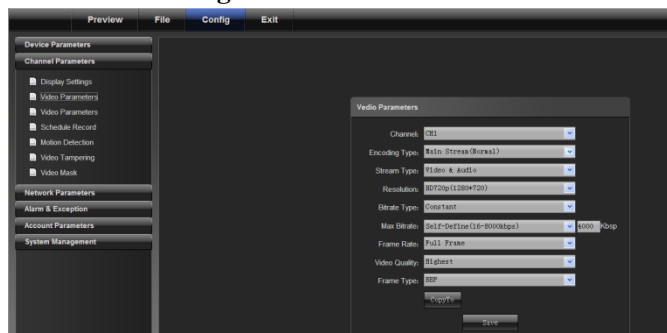 Preview File Config Exit
Device Parameters
Channel Parameters
Display Settings
Video Parameters
Video Parameters
Schedule Record
Motion Detection
Video Tampering
Video Mask
Network Parameters
Alarm & Exception
Account Parameters
System Management
Vedio Parameters
Channel: CH1
Encoding Type: Main Stream(Normal)
Stream Type: Video & Audio
Resolution: HD720p(1280*720)
Bitrate Type: Constant
Max Bitrate: Self-Define(16-8000kbps) 4000 Kbsp
Frame Rate: Full Frame
Video Quality: Highest
Frame Type: BBP
CopyTo
Save